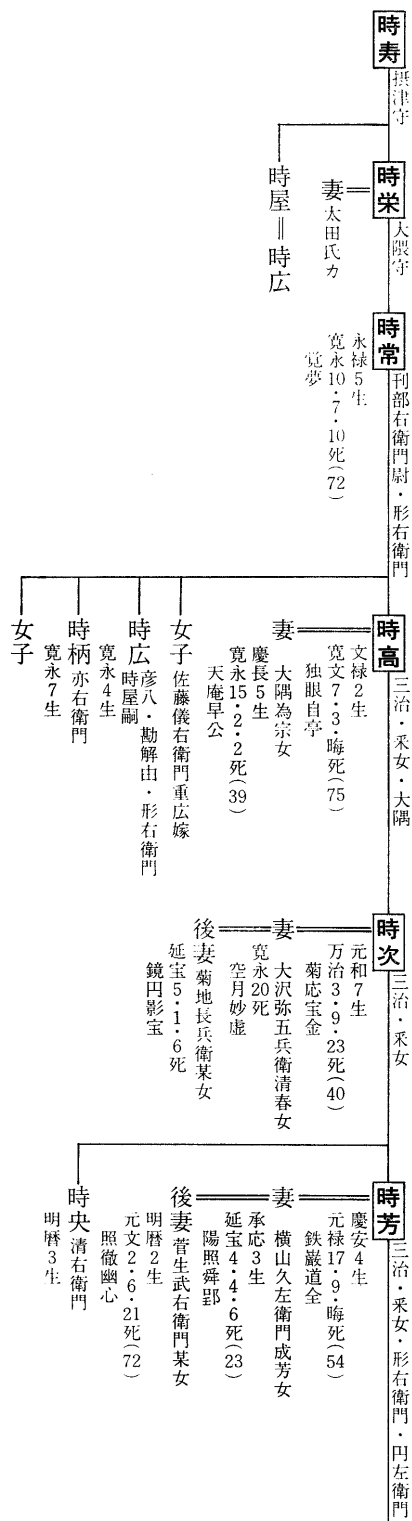 時寿
摂津守
時栄
大隈守
妻
太田氏カ
時屋＝時広
時常
刊部右衛門尉・形右衛門
永禄5生
寛永10・7・10死(72)
覚夢
時高
三治・釆女・大隅
文禄2生
寛文7・3・晦死(75)
独眼自亭
妻
大隅為宗女
慶長5生
寛永15・2・2死(39)
天庵早公
女子
佐藤儀右衛門重広嫁
時広
彦八・勘解由・形右衛門
時屋嗣
寛永4生
時柄
亦右衛門
寛永7生
女子
時次
三治・釆女
元和7生
万治3・9・23死(40)
菊応宝金
妻
大沢弥五兵衛清春女
寛永20死
空月妙虚
後妻
菊地長兵衛某女
延宝5・1・6死
鏡円影宝
時芳
三治・釆女・形右衛門・円左衛門
慶安4生
元禄17・9・晦死(54)
鉄巌道全
妻
横山久左衛門成芳女
承応3生
延宝4・4・6死(23)
陽照舜
後妻
菅生武右衛門某女
明暦2生
元文2・6・21死(72)
照徹幽心
時央
清右衛門
明暦3生